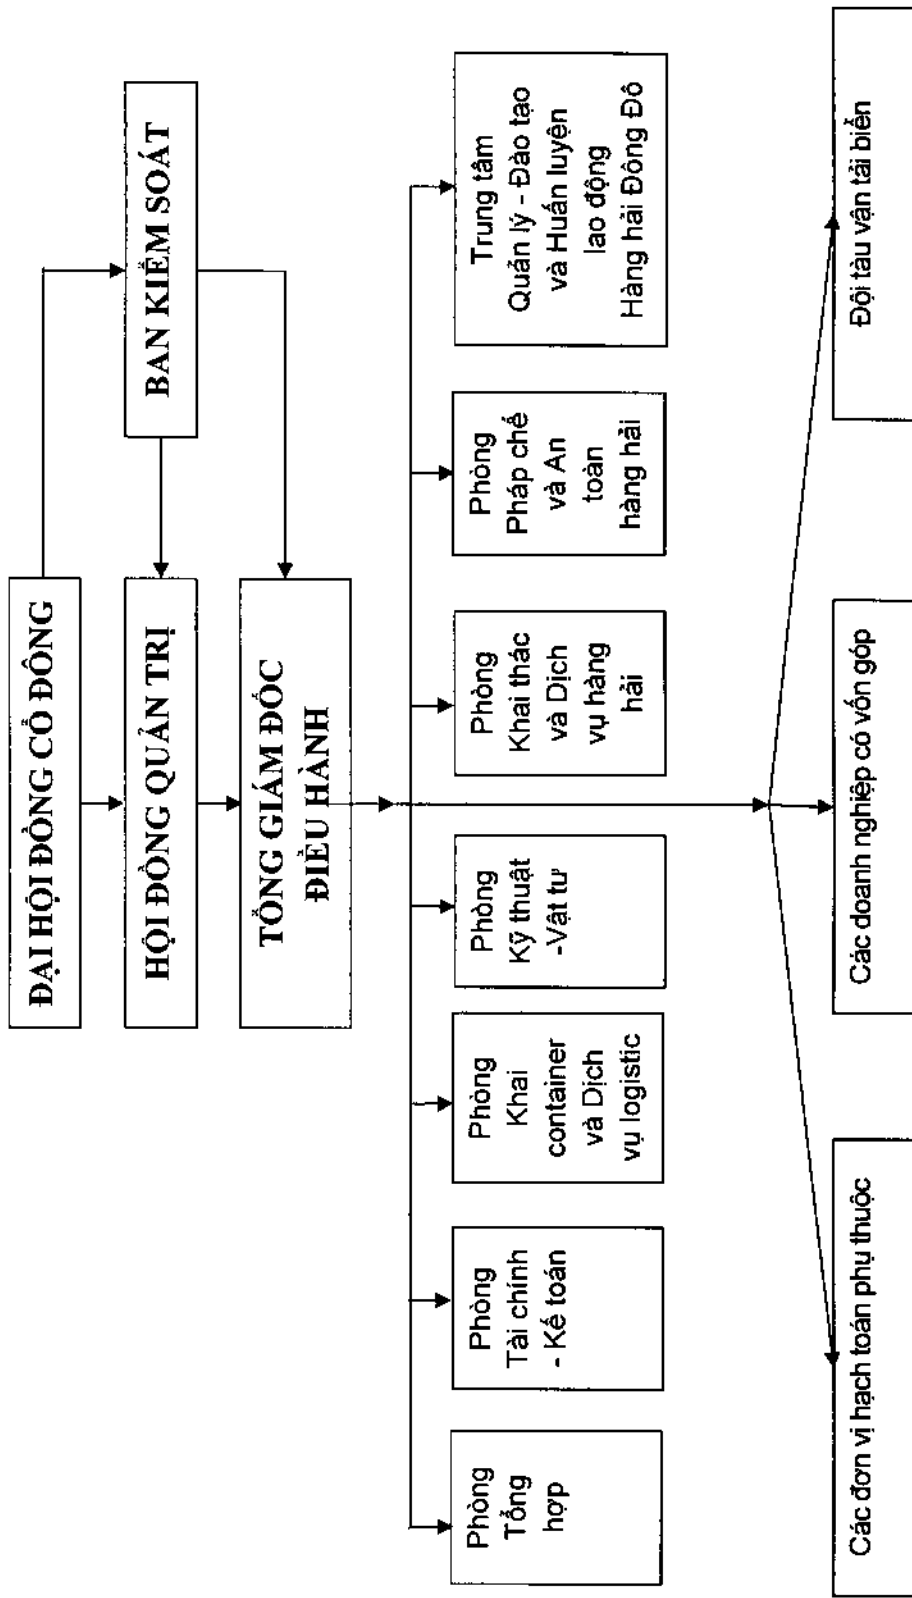 ĐẠI HỘI ĐỒNG CỔ ĐÔNG
BAN KIỂM SOÁT
HỘI ĐỒNG QUẢN TRỊ
TỔNG GIÁM ĐỐC
ĐIỀU HÀNH
Phòng
Tổng
hợp
Phòng
Tài chính
- Kế toán
Phòng
Khai
container
và Dịch
vụ logistic
Phòng
Kỹ thuật
-Vật tư
Phòng
Khai thác
và Dịch
vụ hàng
hải
Phòng
Pháp chế
và An
toàn
hàng hải
Trung tâm
Quản lý - Đào tạo
và Huấn luyện
lao động
Hàng hải Đông Đô
Các đơn vị hạch toán phụ thuộc
Các doanh nghiệp có vốn góp
Đội tàu vận tải biển